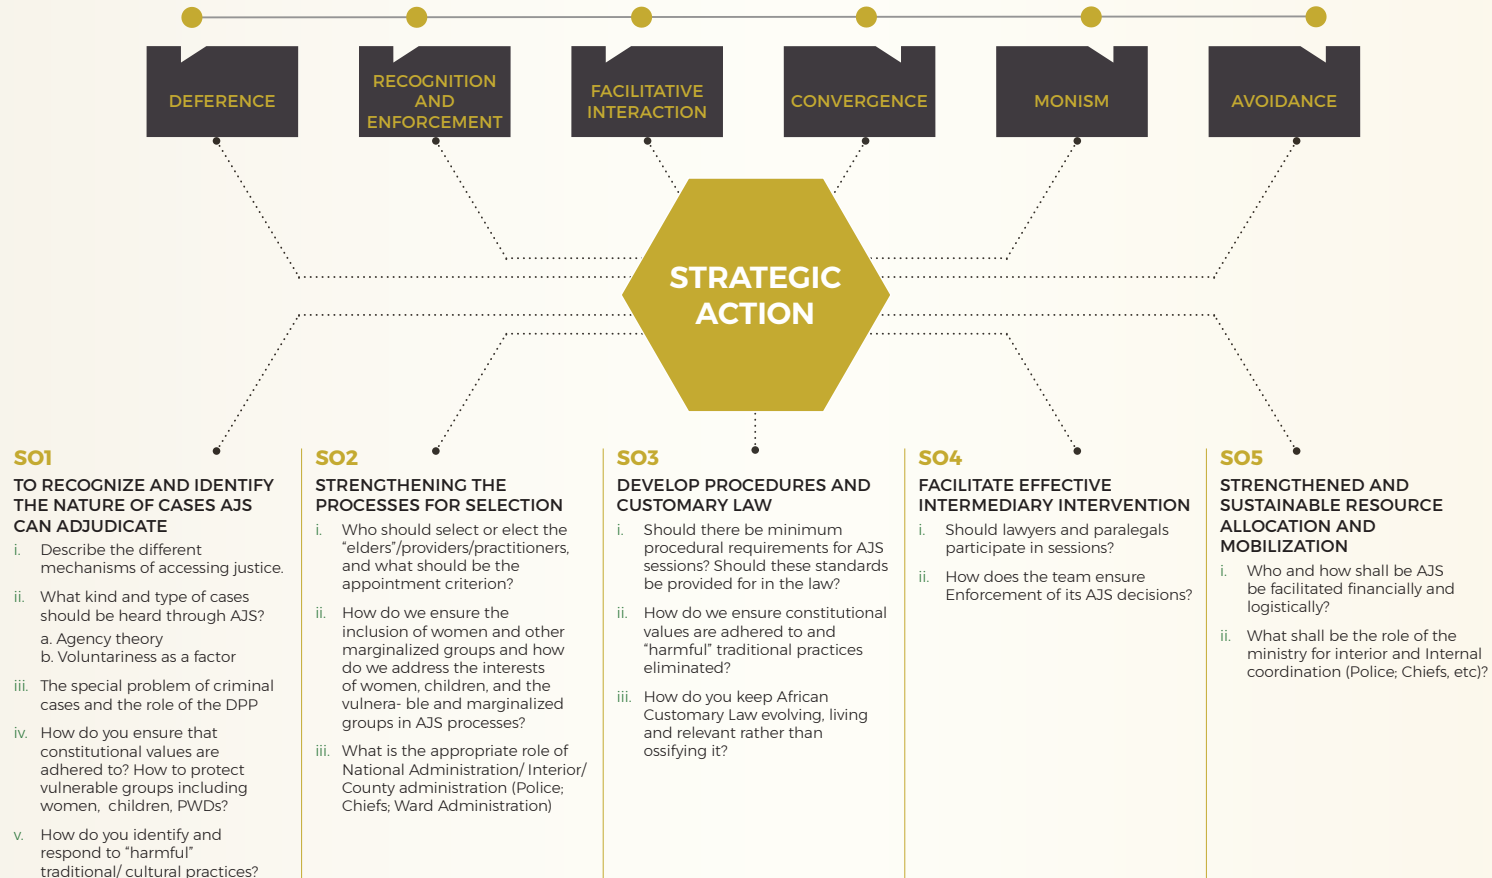 DEFERENCE
RECOGNITION
AND
ENFORCEMENT
FACILITATIVE
INTERACTION
CONVERGENCE
MONISM
AVOIDANCE
STRATEGIC
ACTION
SO1
TO RECOGNIZE AND IDENTIFY
THE NATURE OF CASES AJS
CAN ADJUDICATE
i. Describe the different
mechanisms of accessing justice.
ii. What kind and type of cases
should be heard through AJS?
a. Agency theory
b. Voluntariness as a factor
iii. The special problem of criminal
cases and the role of the DPP
iv. How do you ensure that
constitutional values are
adhered to? How to protect
vulnerable groups including
women, children, PWDs?
v. How do you identify and
respond to “harmful”
traditional/ cultural practices?
SO2
STRENGTHENING THE
PROCESSES FOR SELECTION
i. Who should select or elect the
“elders”/providers/practitioners,
and what should be the
appointment criterion?
ii. How do we ensure the
inclusion of women and other
marginalized groups and how
do we address the interests
of women, children, and the
vulnera- ble and marginalized
groups in AJS processes?
iii. What is the appropriate role of
National Administration/ Interior/
County administration (Police;
Chiefs; Ward Administration)
SO3
DEVELOP PROCEDURES AND
CUSTOMARY LAW
i. Should there be minimum
procedural requirements for AJS
sessions? Should these standards
be provided for in the law?
ii. How do we ensure constitutional
values are adhered to and
“harmful” traditional practices
eliminated?
iii. How do you keep African
Customary Law evolving, living
and relevant rather than
ossifying it?
SO4
FACILITATE EFFECTIVE
INTERMEDIARY INTERVENTION
i. Should lawyers and paralegals
participate in sessions?
ii. How does the team ensure
Enforcement of its AJS decisions?
SO5
STRENGTHENED AND
SUSTAINABLE RESOURCE
ALLOCATION AND
MOBILIZATION
i. Who and how shall be AJS
be facilitated financially and
logistically?
ii. What shall be the role of the
ministry for interior and Internal
coordination (Police; Chiefs, etc)?